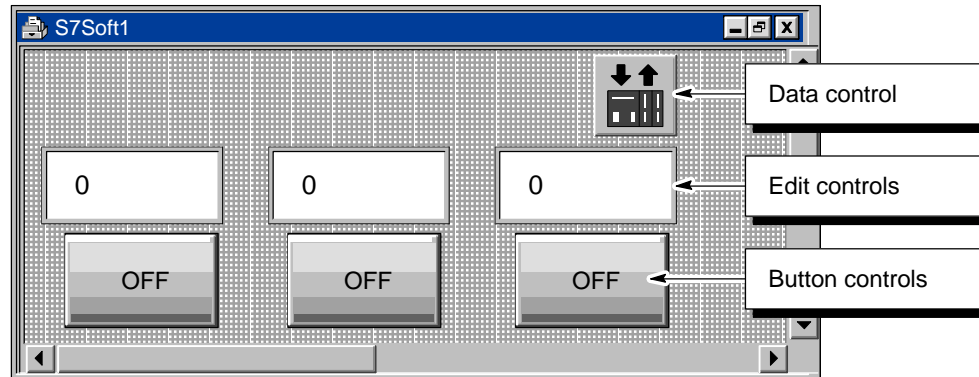 S7Soft1
Data control
0 0 0
Edit controls
OFF OFF OFF
Button controls